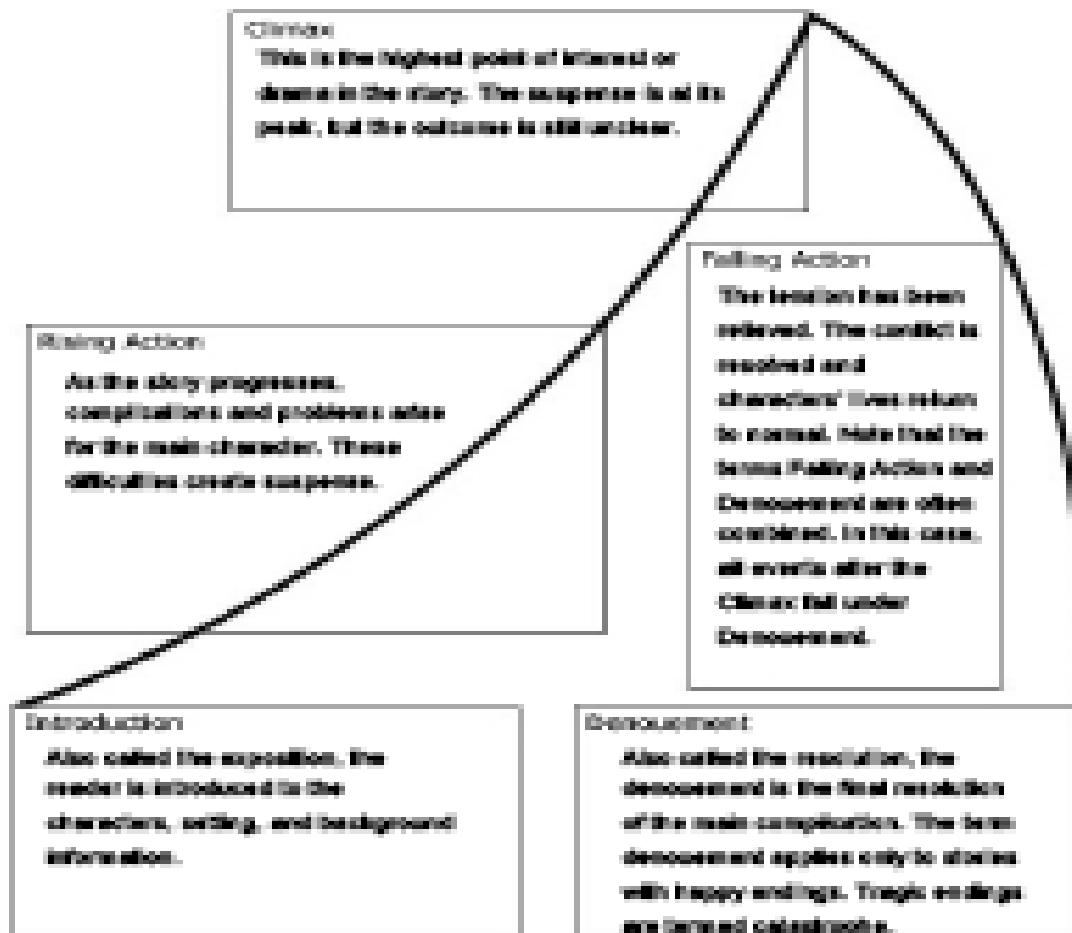 Climax
This is the highest point of interest or
drama in the story. The suspense is at its
peak, but the outcome is still unclear.
Falling Action
The tension has been
relieved. The conflict is
resolved and
characters' lives return
to normal. Note that the
terms Falling Action and
Denouement are often
combined. In this case,
all events after the
Climax fall under
Denouement.
Rising Action
As the story progresses,
complications and problems arise
for the main character. These
difficulties create suspense.
Introduction
Also called the exposition, the
reader is introduced to the
characters, setting, and background
information.
Denouement
Also called the resolution, the
denouement is the final resolution
of the main complication. The term
denouement applies only to stories
with happy endings. Tragic endings
are termed catastrophe.